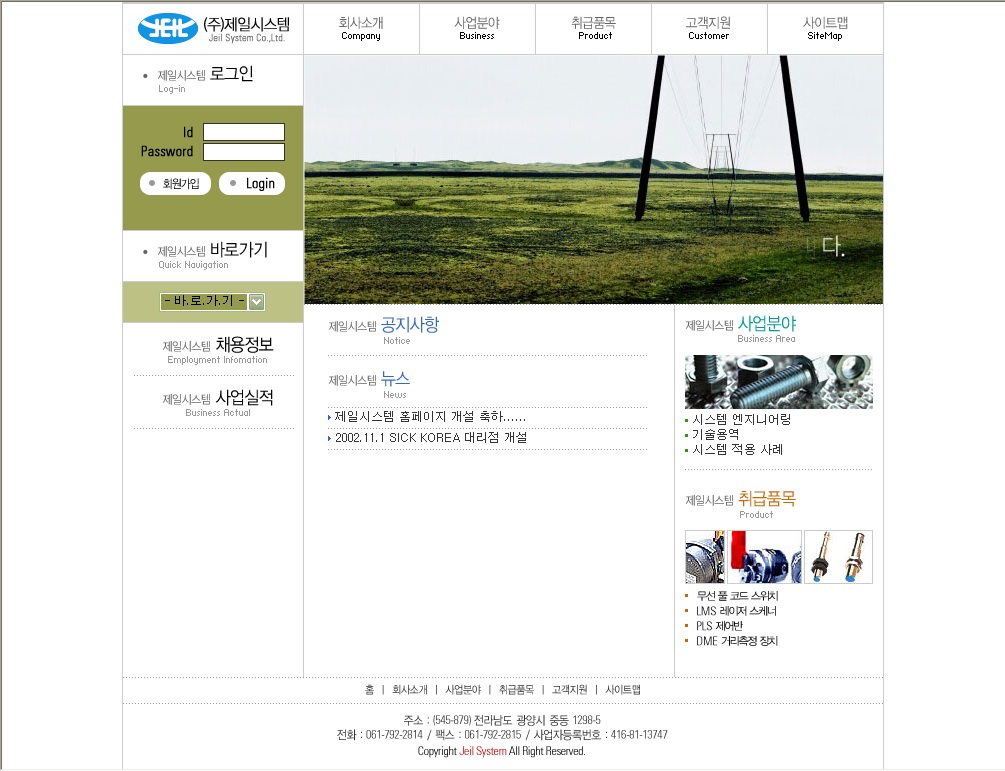 JEIL (주)제일시스템
Jeil System Co.,Ltd.
회사소개
Company
사업분야
Business
취급품목
Product
고객지원
Customer
사이트맵
SiteMap
제일시스템 로그인
Log-in
Id
Password
회원가입 Login
제일시스템 바로가기
Quick Navigation
- 바.로.가.기 -
제일시스템 채용정보
Employment Infomation
제일시스템 사업실적
Business Actual
다.
제일시스템 공지사항
Notice
제일시스템 뉴스
News
제일시스템 홈페이지 개설 축하......
2002.11.1 SICK KOREA 대리점 개설
제일시스템 사업분야
Business Area
시스템 엔지니어링
기술용역
시스템 적용 사례
제일시스템 취급품목
Product
무선 풀 코드 스위치
LMS 레이저 스케너
PLS 제어반
DME 거리측정 장치
홈 | 회사소개 | 사업분야 | 취급품목 | 고객지원 | 사이트맵
주소 : (545-879) 전라남도 광양시 중동 1298-5
전화 : 061-792-2814 / 팩스 : 061-792-2815 / 사업자등록번호 : 416-81-13747
Copyright Jeil System All Right Reserved.